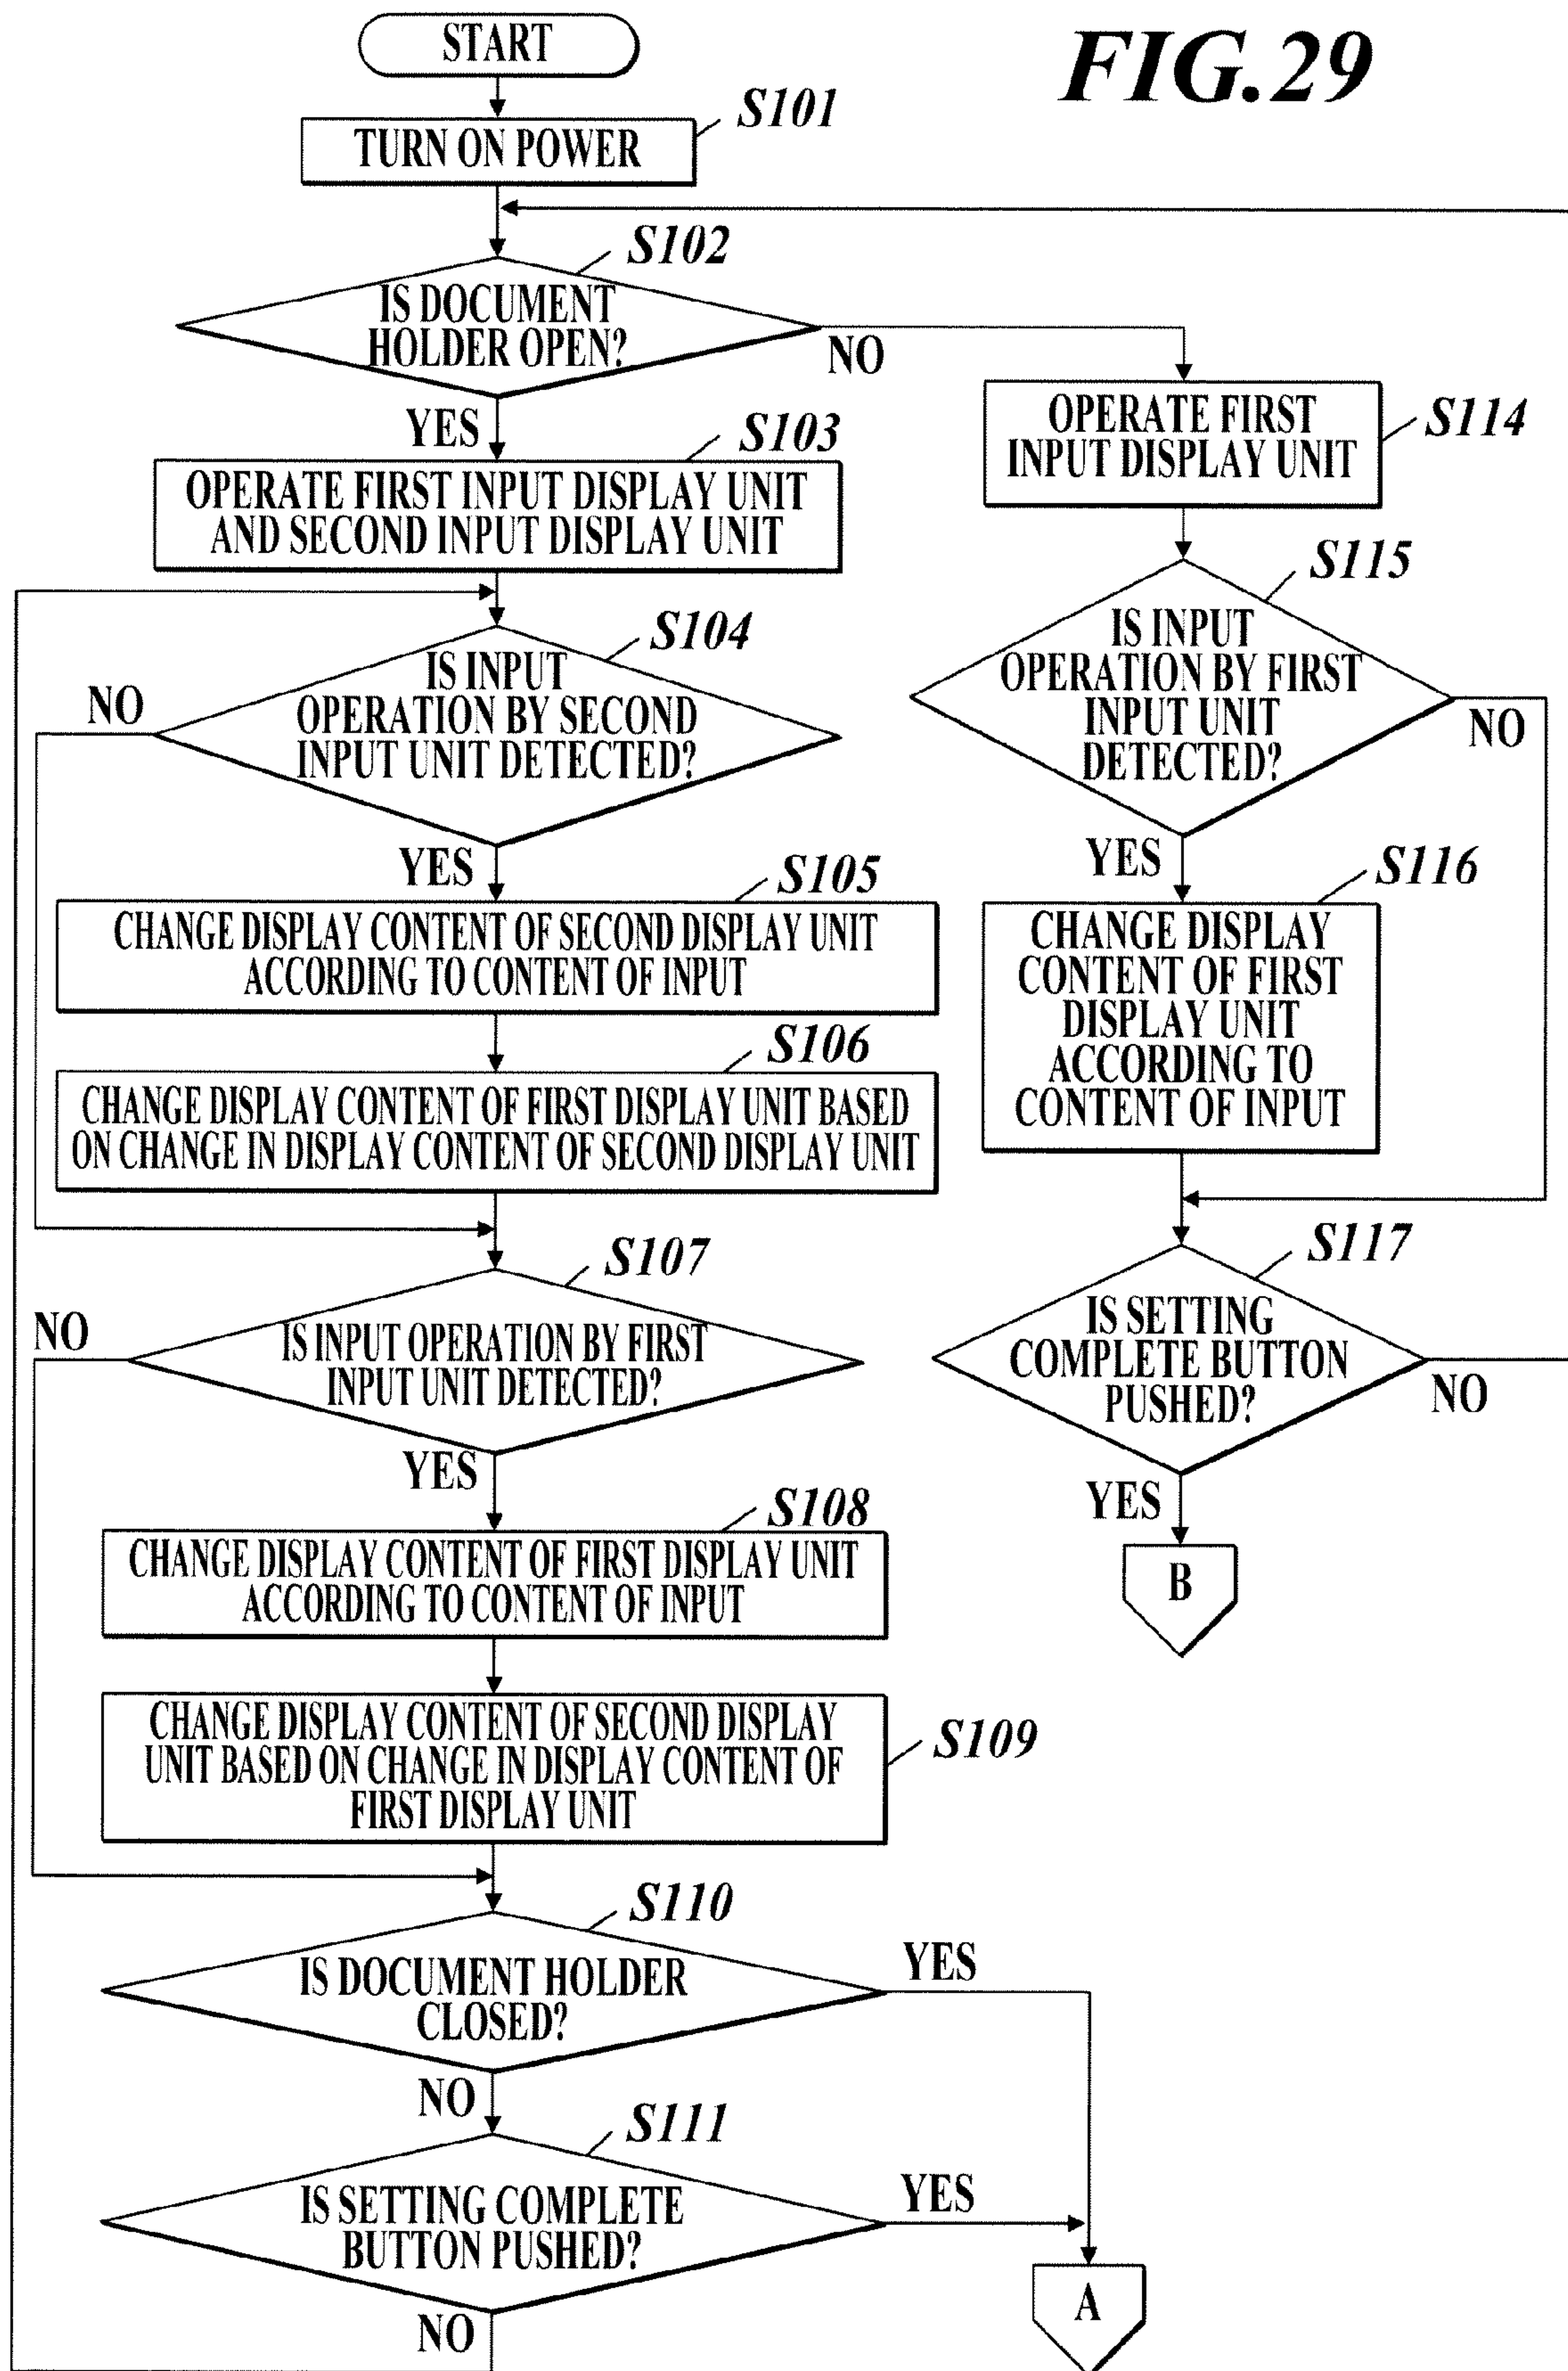 FIG.29
START
S101
TURN ON POWER
S102
IS DOCUMENT
HOLDER OPEN?
NO
YES
S103
OPERATE FIRST INPUT DISPLAY UNIT
AND SECOND INPUT DISPLAY UNIT
S104
IS INPUT
OPERATION BY SECOND
INPUT UNIT DETECTED?
NO
YES
S105
CHANGE DISPLAY CONTENT OF SECOND DISPLAY UNIT
ACCORDING TO CONTENT OF INPUT
S106
CHANGE DISPLAY CONTENT OF FIRST DISPLAY UNIT BASED
ON CHANGE IN DISPLAY CONTENT OF SECOND DISPLAY UNIT
S107
IS INPUT OPERATION BY FIRST
INPUT UNIT DETECTED?
NO
YES
S108
CHANGE DISPLAY CONTENT OF FIRST DISPLAY UNIT
ACCORDING TO CONTENT OF INPUT
S109
CHANGE DISPLAY CONTENT OF SECOND DISPLAY
UNIT BASED ON CHANGE IN DISPLAY CONTENT OF
FIRST DISPLAY UNIT
S110
IS DOCUMENT HOLDER
CLOSED?
YES
NO
S111
IS SETTING COMPLETE
BUTTON PUSHED?
YES
NO
A
S114
OPERATE FIRST
INPUT DISPLAY UNIT
S115
IS INPUT
OPERATION BY FIRST
INPUT UNIT
DETECTED?
NO
YES
S116
CHANGE DISPLAY
CONTENT OF FIRST
DISPLAY UNIT
ACCORDING TO
CONTENT OF INPUT
S117
IS SETTING
COMPLETE BUTTON
PUSHED?
NO
YES
B